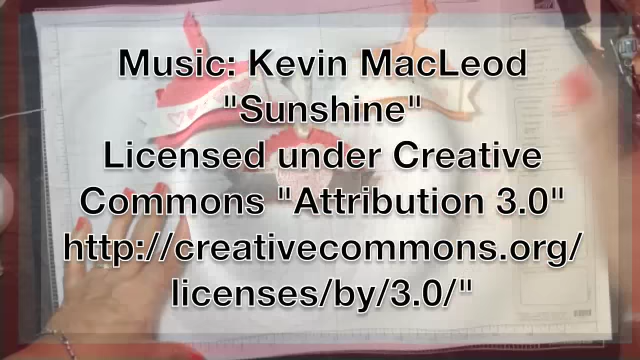 Music: Kevin MacLeod
"Sunshine"
Licensed under Creative
Commons "Attribution 3.0"
http://creativecommons.org/
licenses/by/3.0/"